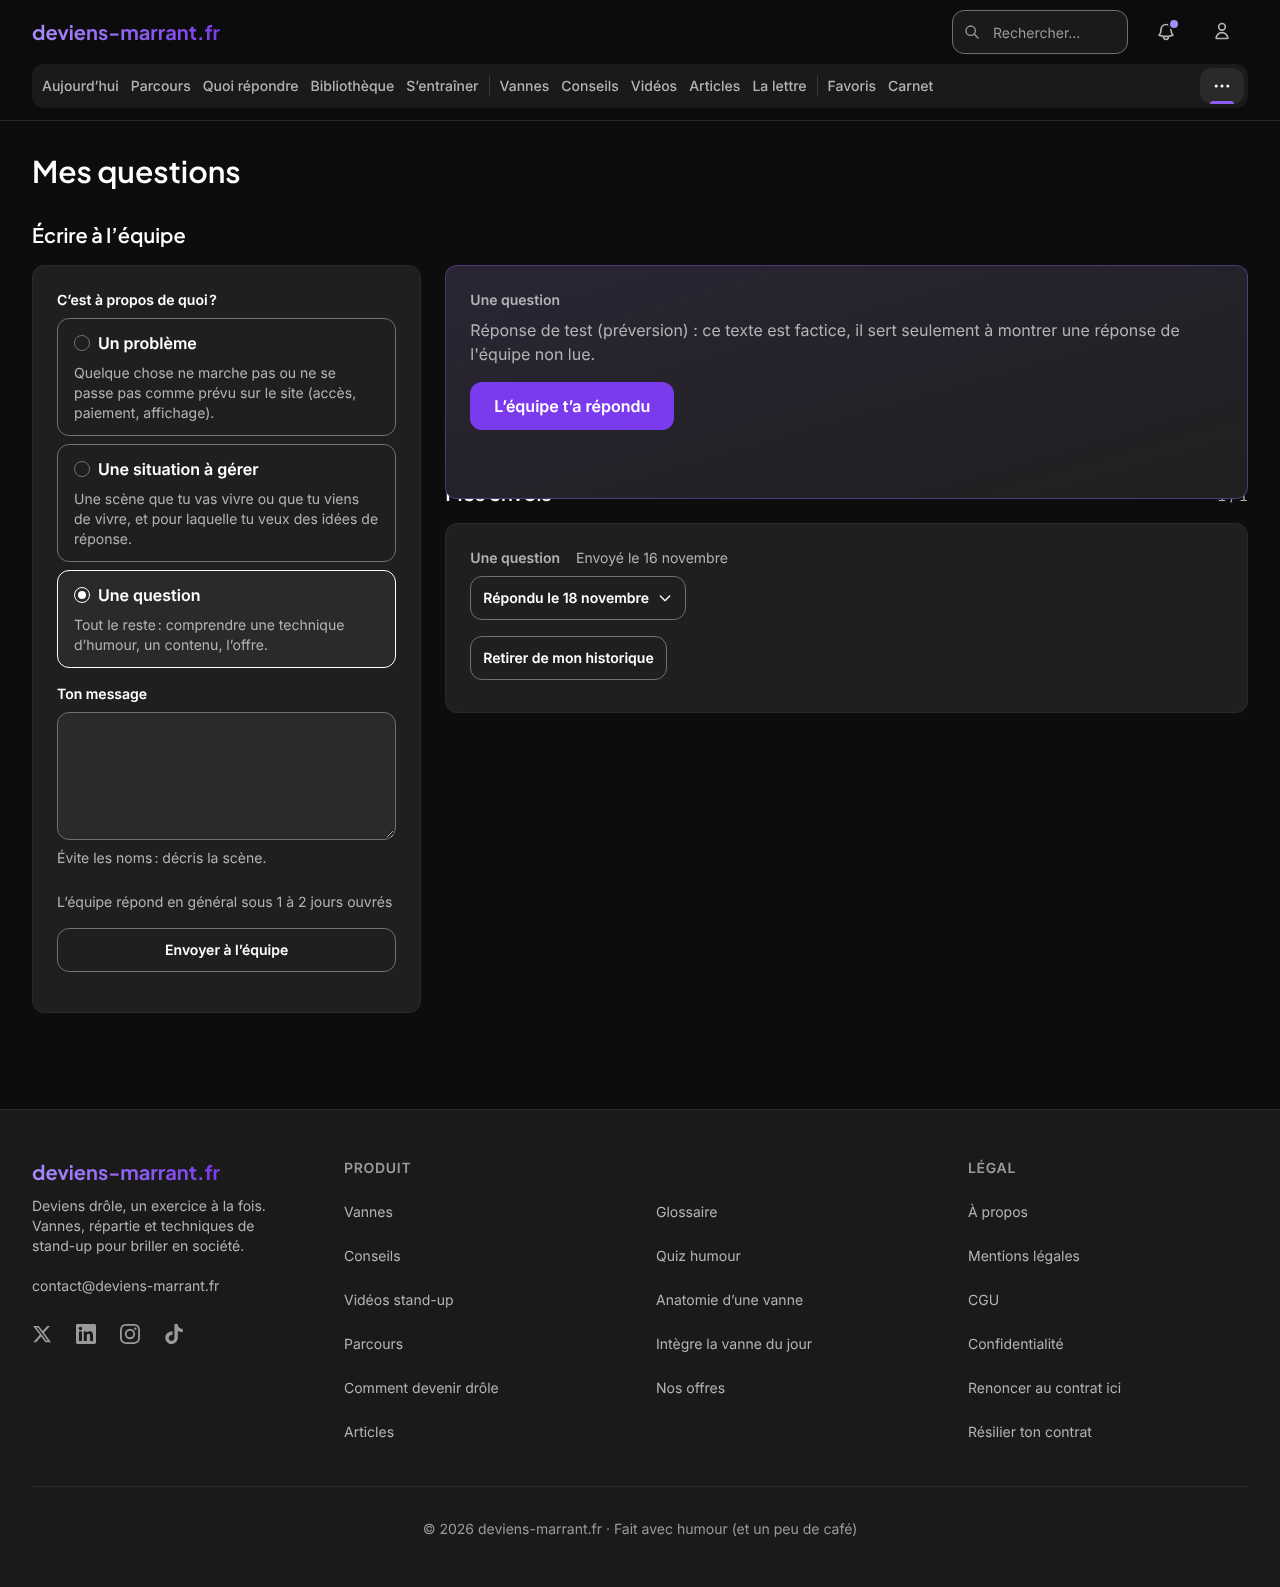 deviens-marrant.fr
Rechercher...
Aujourd’hui Parcours Quoi répondre Bibliothèque S’entraîner Vannes Conseils Vidéos Articles La lettre Favoris Carnet
Mes questions
Écrire à l’équipe
C’est à propos de quoi ?
Un problème
Quelque chose ne marche pas ou ne se
passe pas comme prévu sur le site (accès,
paiement, affichage).
Une situation à gérer
Une scène que tu vas vivre ou que tu viens
de vivre, et pour laquelle tu veux des idées de
réponse.
Une question
Tout le reste : comprendre une technique
d’humour, un contenu, l’offre.
Ton message
Évite les noms : décris la scène.
L’équipe répond en général sous 1 à 2 jours ouvrés
Envoyer à l’équipe
Une question
Réponse de test (préversion) : ce texte est factice, il sert seulement à montrer une réponse de
l'équipe non lue.
L’équipe t’a répondu
Mes envois
Une question Envoyé le 16 novembre
Répondu le 18 novembre
Retirer de mon historique
deviens-marrant.fr
Deviens drôle, un exercice à la fois.
Vannes, répartie et techniques de
stand-up pour briller en société.
contact@deviens-marrant.fr
PRODUIT
Vannes
Conseils
Vidéos stand-up
Parcours
Comment devenir drôle
Articles
Glossaire
Quiz humour
Anatomie d’une vanne
Intègre la vanne du jour
Nos offres
LÉGAL
À propos
Mentions légales
CGU
Confidentialité
Renoncer au contrat ici
Résilier ton contrat
© 2026 deviens-marrant.fr · Fait avec humour (et un peu de café)